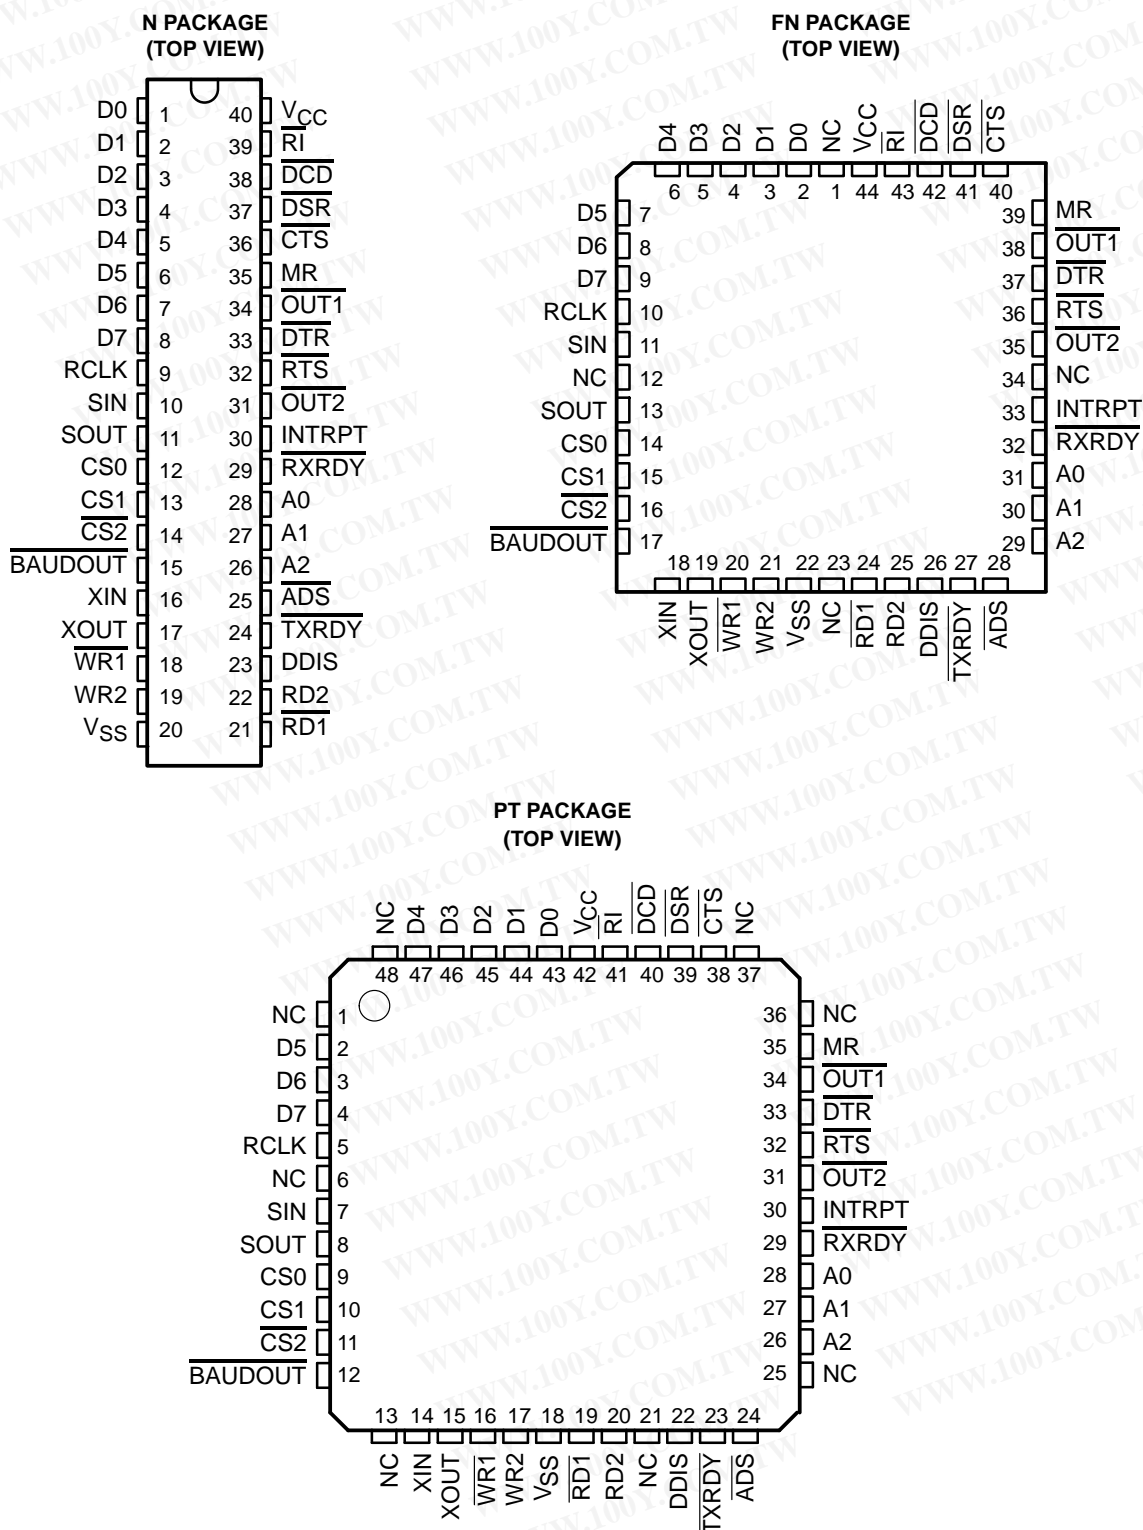 N PACKAGE
(TOP VIEW)
D0 1 40 VCC
D1 2 39 RI
D2 3 38 DCD
D3 4 37 DSR
D4 5 36 CTS
D5 6 35 MR
D6 7 34 OUT1
D7 8 33 DTR
RCLK 9 32 RTS
SIN 10 31 OUT2
SOUT 11 30 INTRPT
CS0 12 29 RXRDY
CS1 13 28 A0
CS2 14 27 A1
BAUDOUT 15 26 A2
XIN 16 25 ADS
XOUT 17 24 TXRDY
WR1 18 23 DDIS
WR2 19 22 RD2
VSS 20 21 RD1
FN PACKAGE
(TOP VIEW)
D4 D3 D2 D1 D0 NC VCC RI DCD DSR CTS
6 5 4 3 2 1 44 43 42 41 40
D5 7 39 MR
D6 8 38 OUT1
D7 9 37 DTR
RCLK 10 36 RTS
SIN 11 35 OUT2
NC 12 34 NC
SOUT 13 33 INTRPT
CS0 14 32 RXRDY
CS1 15 31 A0
CS2 16 30 A1
BAUDOUT 17 29 A2
18 19 20 21 22 23 24 25 26 27 28
XIN XOUT WR1 WR2 VSS NC RD1 RD2 DDIS TXRDY ADS
PT PACKAGE
(TOP VIEW)
NC D4 D3 D2 D1 D0 VCC RI DCD DSR CTS NC
48 47 46 45 44 43 42 41 40 39 38 37
NC 1 36 NC
D5 2 35 MR
D6 3 34 OUT1
D7 4 33 DTR
RCLK 5 32 RTS
NC 6 31 OUT2
SIN 7 30 INTRPT
SOUT 8 29 RXRDY
CS0 9 28 A0
CS1 10 27 A1
CS2 11 26 A2
BAUDOUT 12 25 NC
13 14 15 16 17 18 19 20 21 22 23 24
NC XIN XOUT WR1 WR2 VSS RD1 RD2 NC DDIS TXRDY ADS
WWW.100Y.COM.TW